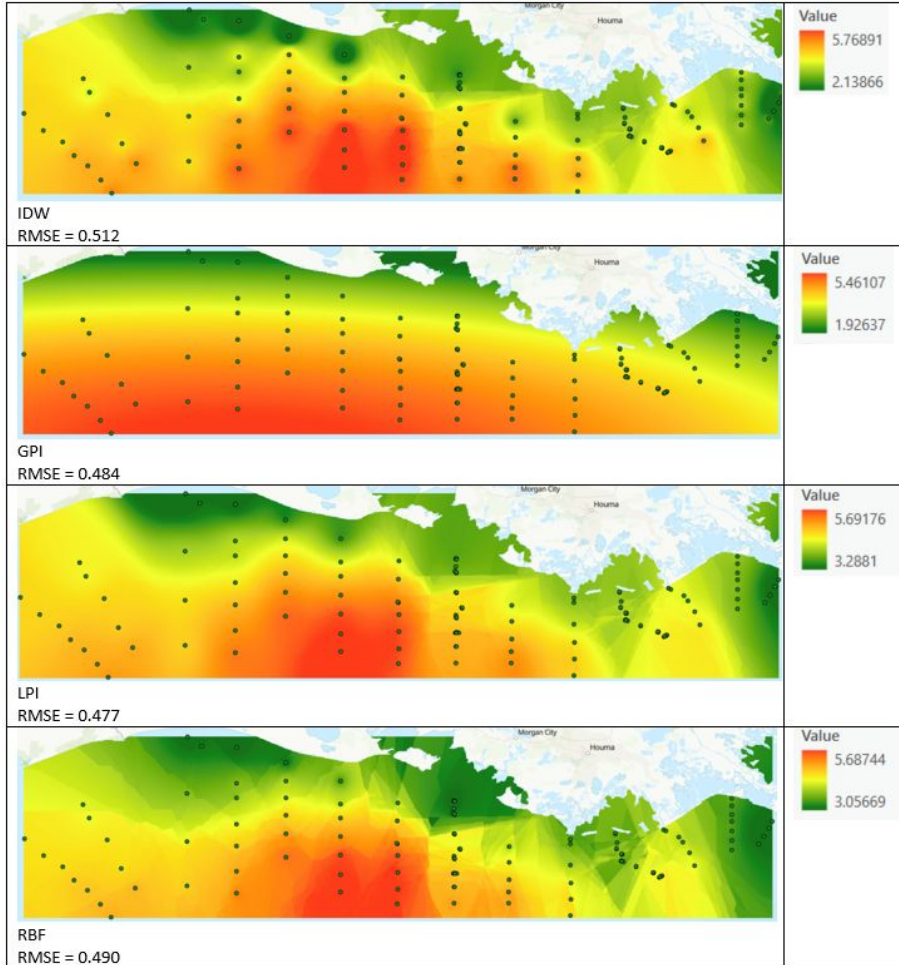 Morgan City
Houma
Value
5.76891
2.13866
IDW
RMSE = 0.512
Morgan City
Houma
Value
5.46107
1.92637
GPI
RMSE = 0.484
Morgan City
Houma
Value
5.69176
3.2881
LPI
RMSE = 0.477
Morgan City
Houma
Value
5.68744
3.05669
RBF
RMSE = 0.490